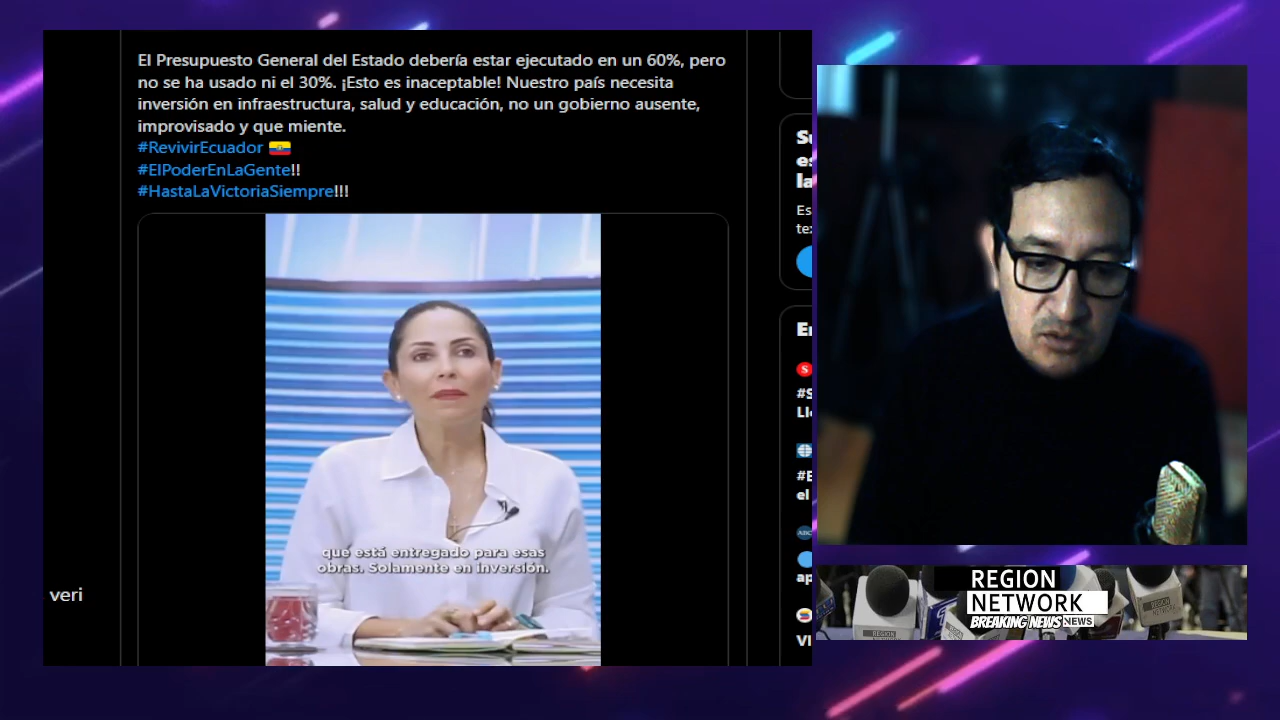 El Presupuesto General del Estado debería estar ejecutado en un 60%, pero
no se ha usado ni el 30%. ¡Esto es inaceptable! Nuestro país necesita
inversión en infraestructura, salud y educación, no un gobierno ausente,
improvisado y que miente.
#RevivirEcuador
#ElPoderEnLaGente!!
#HastaLaVictoriaSiempre!!!
que está entregado para esas
obras. Solamente en inversión.
veri
REGION
NETWORK
BREAKING NEWS NEWS